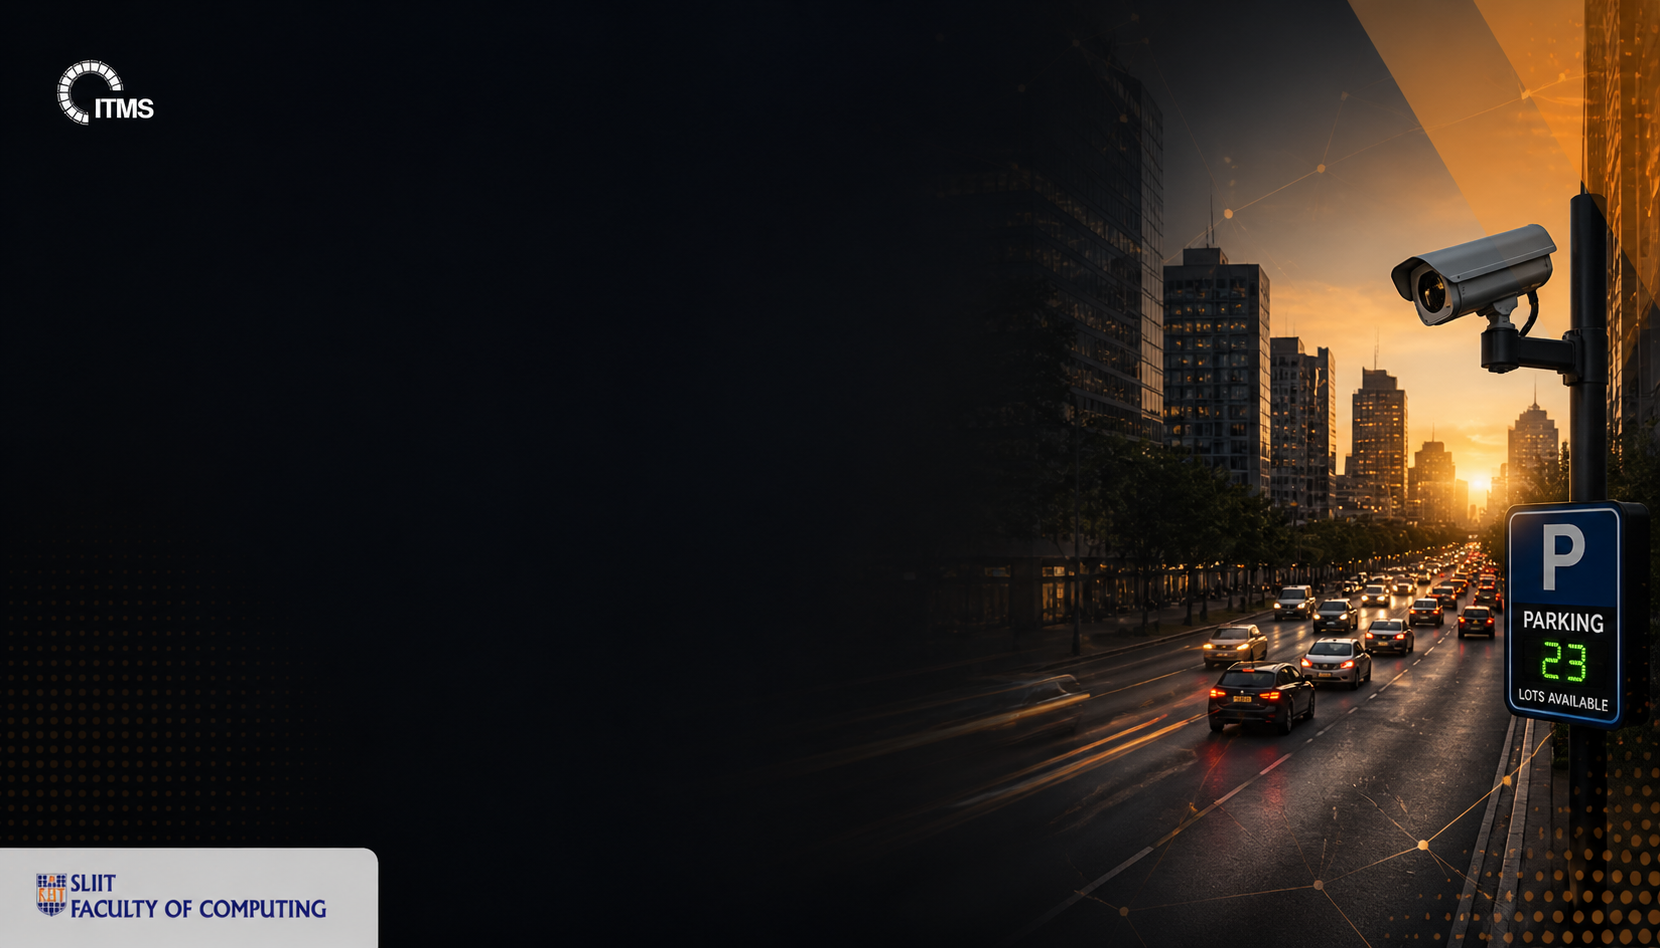 ITMS
P
PARKING
23
LOTS AVAILABLE
SLIIT
FACULTY OF COMPUTING